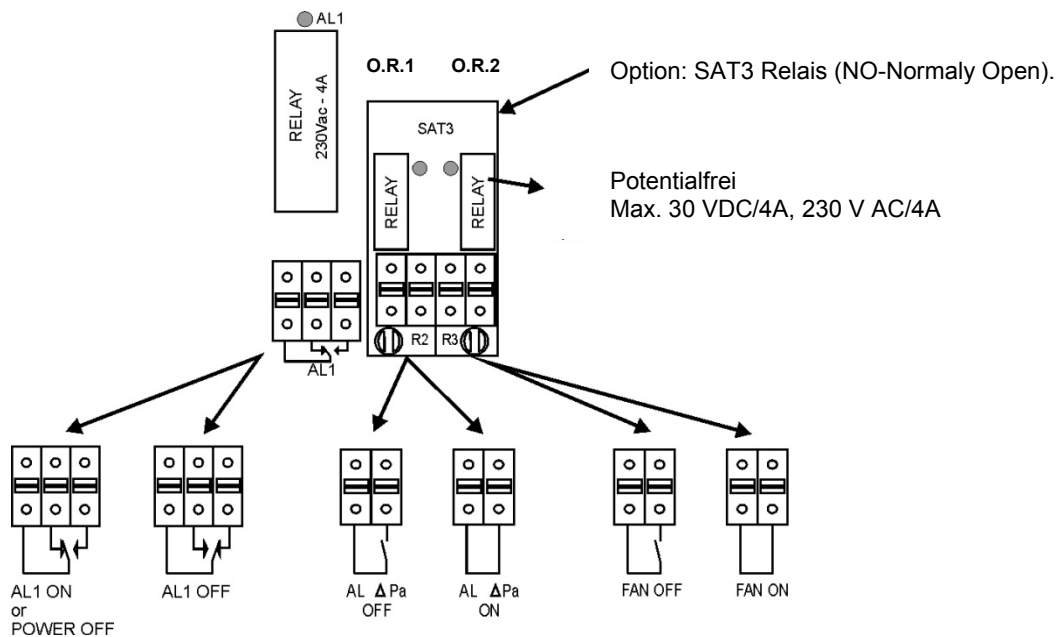 AL1
O.R.1 O.R.2
Option: SAT3 Relais (NO-Normaly Open).
RELAY
230Vac - 4A
SAT3
RELAY
RELAY
Potentialfrei
Max. 30 VDC/4A, 230 V AC/4A
R2 R3
AL1
AL1 ON
or
POWER OFF
AL1 OFF
AL Δ Pa
OFF
AL ΔPa
ON
FAN OFF
FAN ON